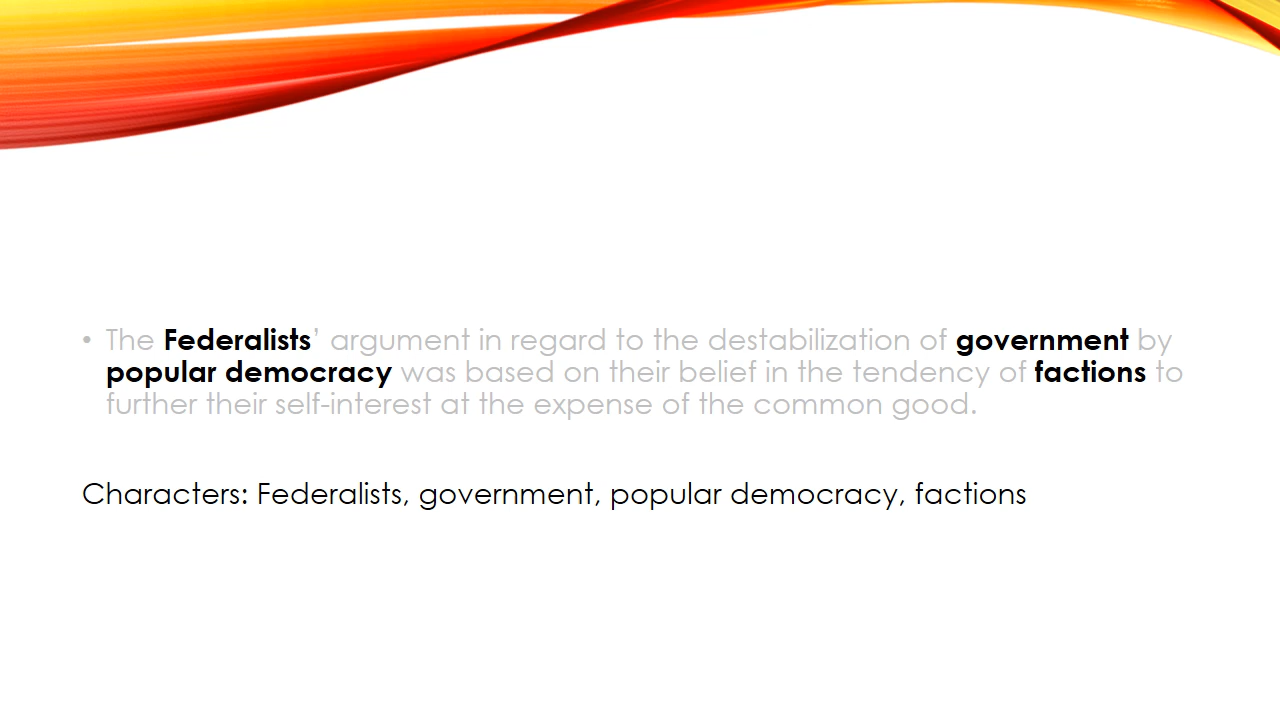 • The Federalists’ argument in regard to the destabilization of government by
popular democracy was based on their belief in the tendency of factions to
further their self-interest at the expense of the common good.
Characters: Federalists, government, popular democracy, factions